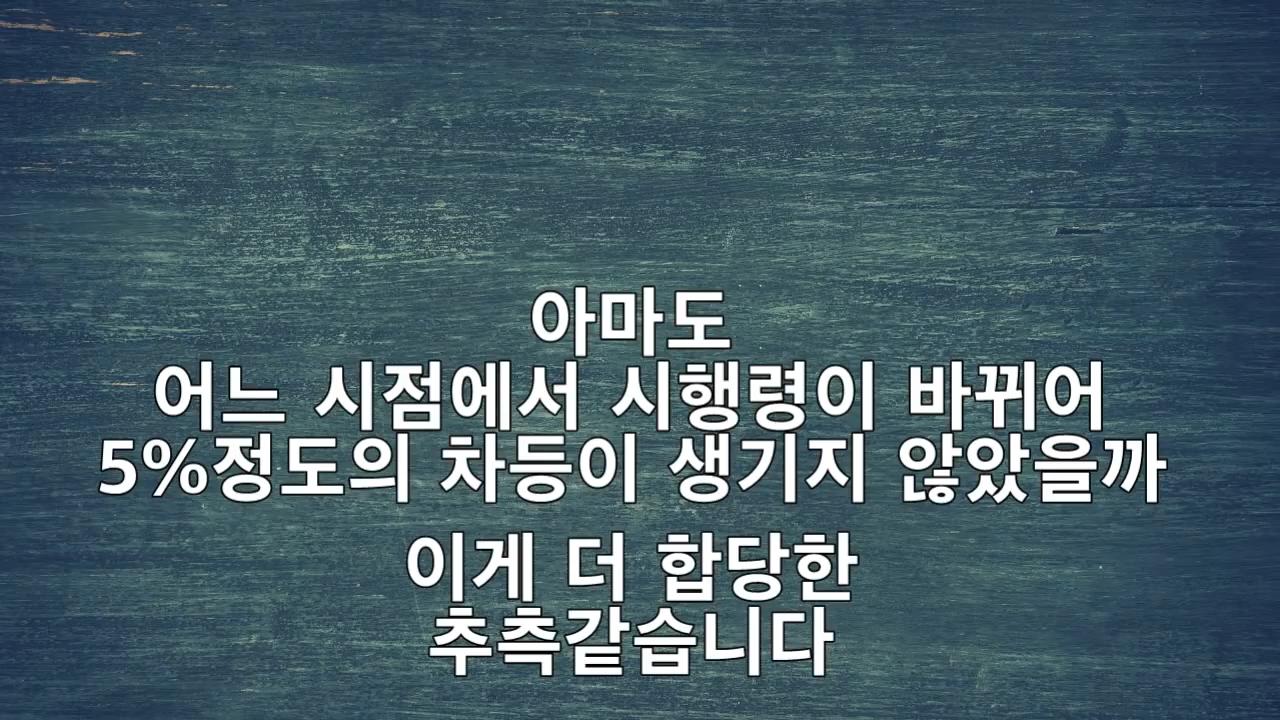 아마도
어느 시점에서 시행령이 바뀌어
5%정도의 차등이 생기지 않았을까
이게 더 합당한
추측같습니다